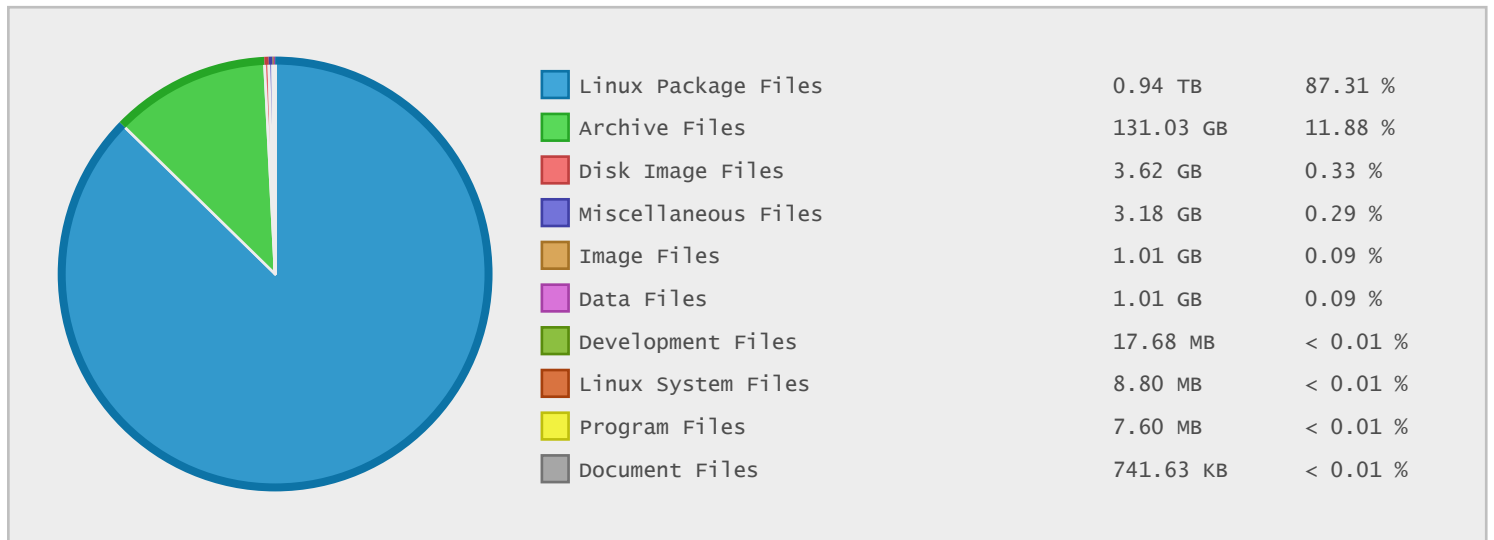 Linux Package Files 0.94 TB 87.31 %
Archive Files 131.03 GB 11.88 %
Disk Image Files 3.62 GB 0.33 %
Miscellaneous Files 3.18 GB 0.29 %
Image Files 1.01 GB 0.09 %
Data Files 1.01 GB 0.09 %
Development Files 17.68 MB < 0.01 %
Linux System Files 8.80 MB < 0.01 %
Program Files 7.60 MB < 0.01 %
Document Files 741.63 KB < 0.01 %